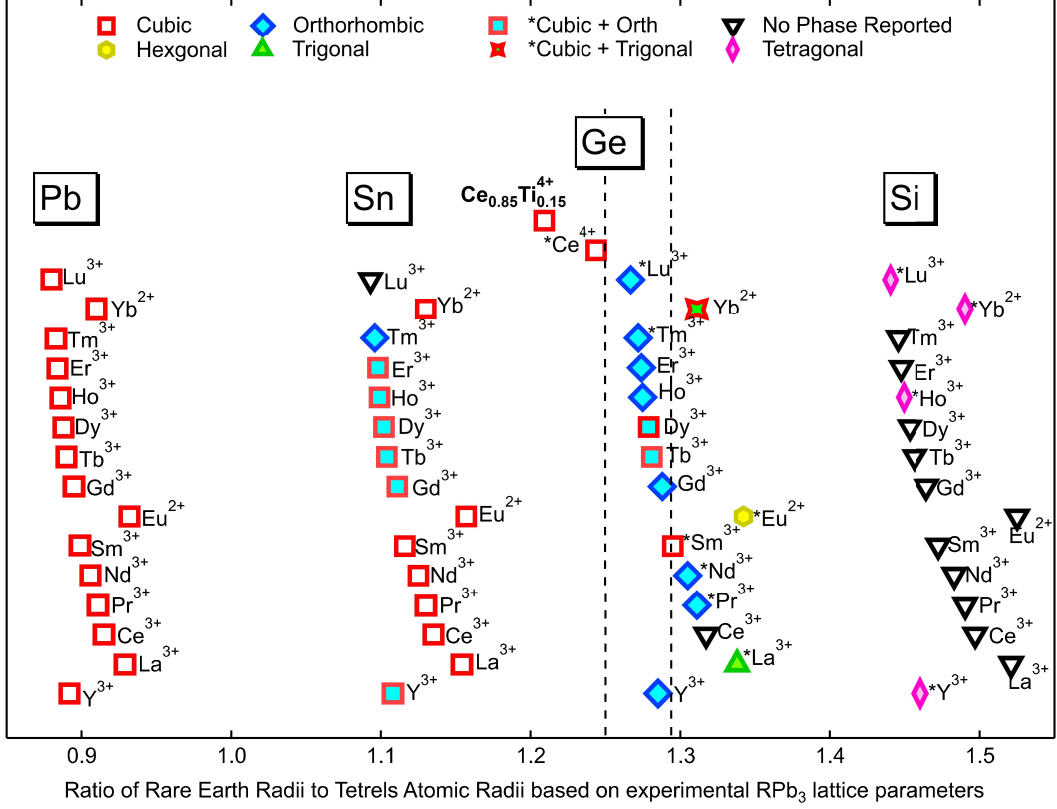 Cubic Orthorhombic *Cubic + Orth No Phase Reported
Hexgonal Trigonal *Cubic + Trigonal Tetragonal
Ge
Pb Sn Si
Ce0.85Ti0.15 4+
*Ce4+
Lu3+ Lu3+ *Lu3+ *Lu3+
Yb2+ Yb2+ Yb2+ *Yb2+
Tm3+ Tm3+ *Tm3+ Tm3+
Er3+ Er3+ Er3+ Er3+
Ho3+ Ho3+ Ho3+ *Ho3+
Dy3+ Dy3+ Dy3+ Dy3+
Tb3+ Tb3+ Tb3+ Tb3+
Gd3+ Gd3+ Gd3+ Gd3+
Eu2+ Eu2+ *Eu2+ Eu2+
Sm3+ Sm3+ *Sm3+ Sm3+
Nd3+ Nd3+ *Nd3+ Nd3+
Pr3+ Pr3+ *Pr3+ Pr3+
Ce3+ Ce3+ Ce3+ Ce3+
La3+ La3+ *La3+ La3+
Y3+ Y3+ Y3+ *Y3+
0.9 1.0 1.1 1.2 1.3 1.4 1.5
Ratio of Rare Earth Radii to Tetrels Atomic Radii based on experimental RPb3 lattice parameters